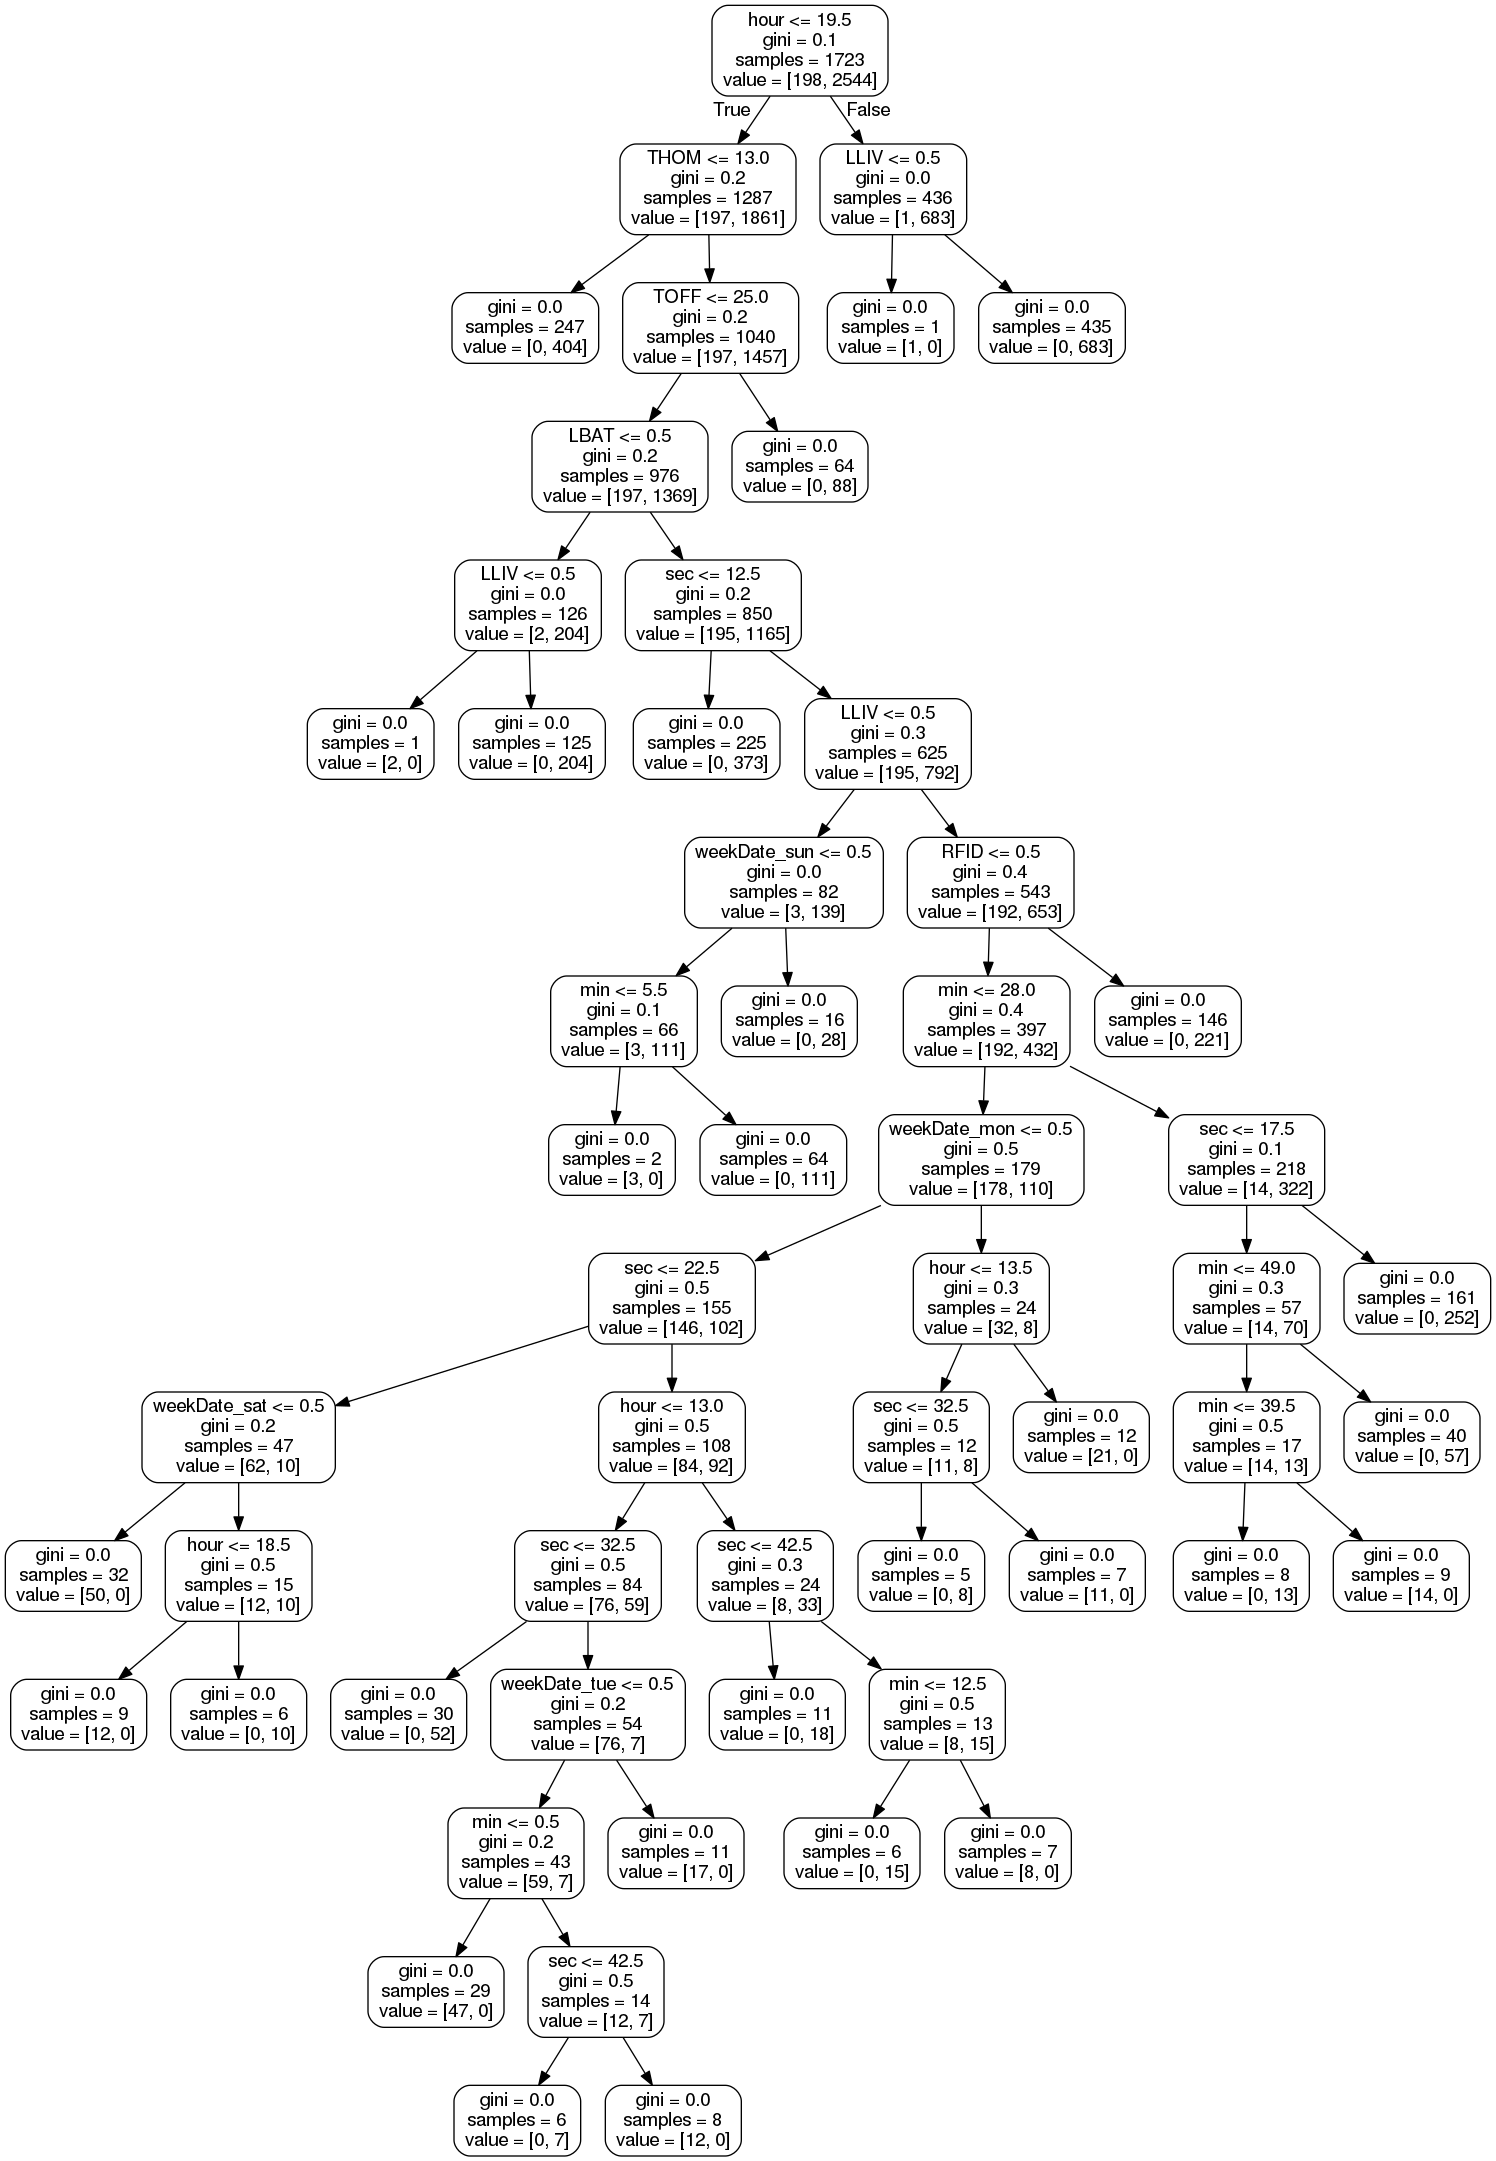 hour <= 19.5
gini = 0.1
samples = 1723
value = [198, 2544]
True
False
THOM <= 13.0
gini = 0.2
samples = 1287
value = [197, 1861]
LLIV <= 0.5
gini = 0.0
samples = 436
value = [1, 683]
gini = 0.0
samples = 247
value = [0, 404]
TOFF <= 25.0
gini = 0.2
samples = 1040
value = [197, 1457]
gini = 0.0
samples = 1
value = [1, 0]
gini = 0.0
samples = 435
value = [0, 683]
LBAT <= 0.5
gini = 0.2
samples = 976
value = [197, 1369]
gini = 0.0
samples = 64
value = [0, 88]
LLIV <= 0.5
gini = 0.0
samples = 126
value = [2, 204]
sec <= 12.5
gini = 0.2
samples = 850
value = [195, 1165]
gini = 0.0
samples = 1
value = [2, 0]
gini = 0.0
samples = 125
value = [0, 204]
gini = 0.0
samples = 225
value = [0, 373]
LLIV <= 0.5
gini = 0.3
samples = 625
value = [195, 792]
weekDate_sun <= 0.5
gini = 0.0
samples = 82
value = [3, 139]
RFID <= 0.5
gini = 0.4
samples = 543
value = [192, 653]
min <= 5.5
gini = 0.1
samples = 66
value = [3, 111]
gini = 0.0
samples = 16
value = [0, 28]
min <= 28.0
gini = 0.4
samples = 397
value = [192, 432]
gini = 0.0
samples = 146
value = [0, 221]
gini = 0.0
samples = 2
value = [3, 0]
gini = 0.0
samples = 64
value = [0, 111]
weekDate_mon <= 0.5
gini = 0.5
samples = 179
value = [178, 110]
sec <= 17.5
gini = 0.1
samples = 218
value = [14, 322]
sec <= 22.5
gini = 0.5
samples = 155
value = [146, 102]
hour <= 13.5
gini = 0.3
samples = 24
value = [32, 8]
min <= 49.0
gini = 0.3
samples = 57
value = [14, 70]
gini = 0.0
samples = 161
value = [0, 252]
weekDate_sat <= 0.5
gini = 0.2
samples = 47
value = [62, 10]
hour <= 13.0
gini = 0.5
samples = 108
value = [84, 92]
sec <= 32.5
gini = 0.5
samples = 12
value = [11, 8]
gini = 0.0
samples = 12
value = [21, 0]
min <= 39.5
gini = 0.5
samples = 17
value = [14, 13]
gini = 0.0
samples = 40
value = [0, 57]
gini = 0.0
samples = 32
value = [50, 0]
hour <= 18.5
gini = 0.5
samples = 15
value = [12, 10]
sec <= 32.5
gini = 0.5
samples = 84
value = [76, 59]
sec <= 42.5
gini = 0.3
samples = 24
value = [8, 33]
gini = 0.0
samples = 5
value = [0, 8]
gini = 0.0
samples = 7
value = [11, 0]
gini = 0.0
samples = 8
value = [0, 13]
gini = 0.0
samples = 9
value = [14, 0]
gini = 0.0
samples = 9
value = [12, 0]
gini = 0.0
samples = 6
value = [0, 10]
gini = 0.0
samples = 30
value = [0, 52]
weekDate_tue <= 0.5
gini = 0.2
samples = 54
value = [76, 7]
gini = 0.0
samples = 11
value = [0, 18]
min <= 12.5
gini = 0.5
samples = 13
value = [8, 15]
min <= 0.5
gini = 0.2
samples = 43
value = [59, 7]
gini = 0.0
samples = 11
value = [17, 0]
gini = 0.0
samples = 6
value = [0, 15]
gini = 0.0
samples = 7
value = [8, 0]
gini = 0.0
samples = 29
value = [47, 0]
sec <= 42.5
gini = 0.5
samples = 14
value = [12, 7]
gini = 0.0
samples = 6
value = [0, 7]
gini = 0.0
samples = 8
value = [12, 0]